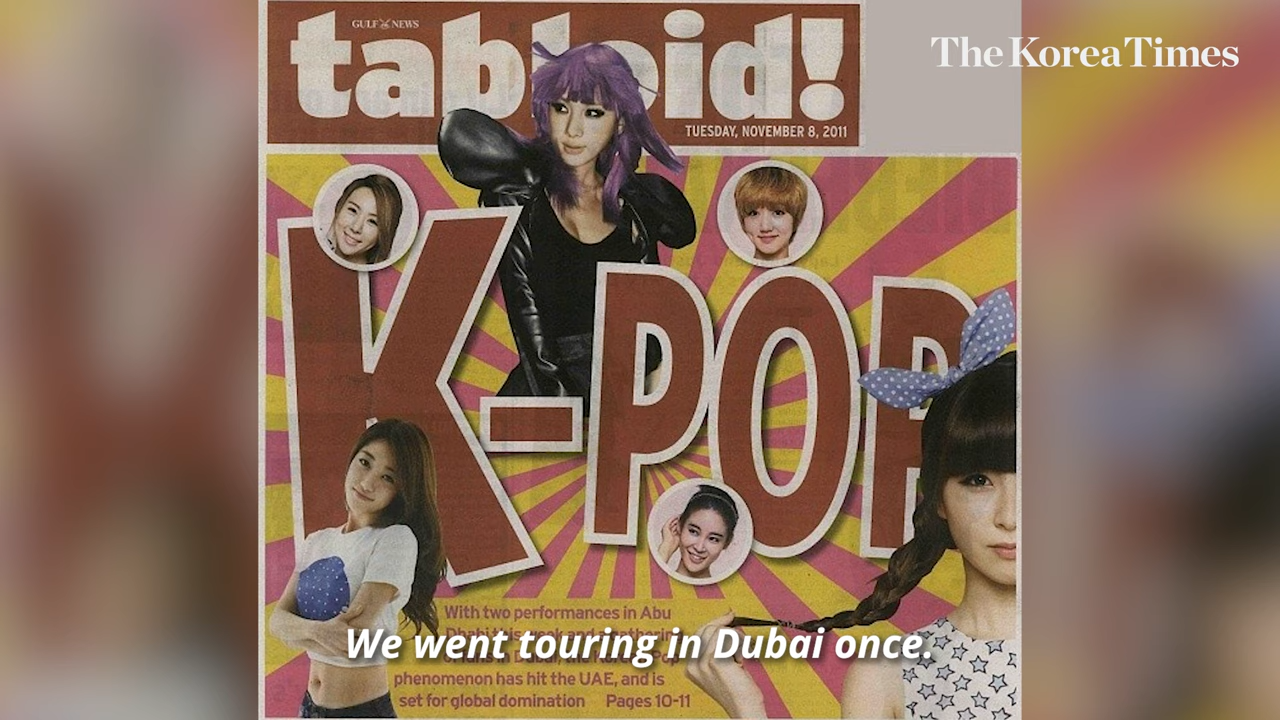 GULF NEWS
The Korea Times
tabloid!
TUESDAY, NOVEMBER 8, 2011
K-POP
With two performances in Abu
We went touring in Dubai once.
phenomenon has hit the UAE, and is
set for global domination Pages 10-11